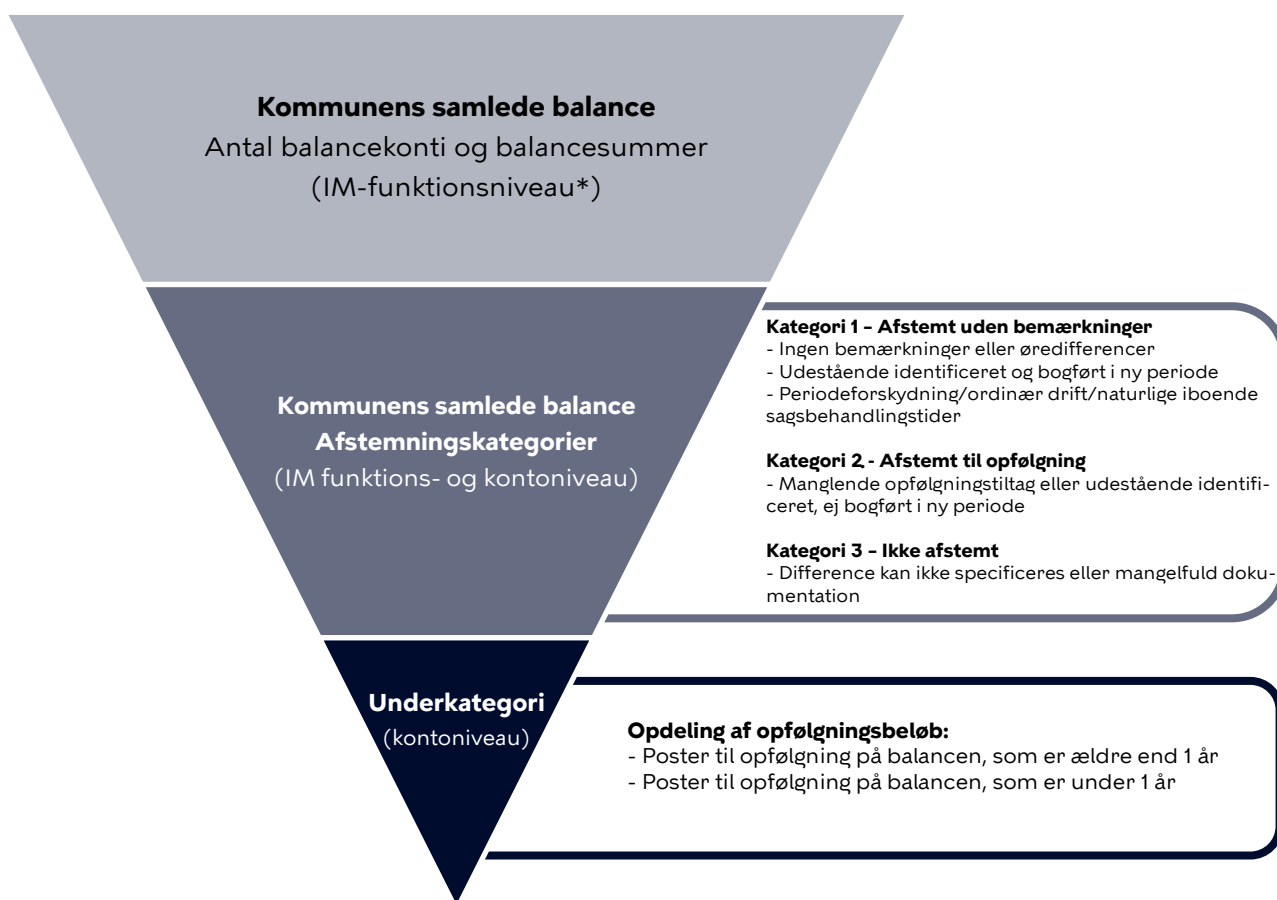 Kommunens samlede balance
Antal balancekonti og balancesummer
(IM-funktionsniveau*)
Kommunens samlede balance
Afstemningskategorier
(IM funktions- og kontoniveau)
Kategori 1 – Afstemt uden bemærkninger
- Ingen bemærkninger eller øredifferencer
- Udestående identificeret og bogført i ny periode
- Periodeforskydning/ordinær drift/naturlige iboende
sagsbehandlingstider
Kategori 2 - Afstemt til opfølgning
- Manglende opfølgningstiltag eller udestående identifi-
ceret, ej bogført i ny periode
Kategori 3 – Ikke afstemt
- Difference kan ikke specificeres eller mangelfuld doku-
mentation
Underkategori
(kontoniveau)
Opdeling af opfølgningsbeløb:
- Poster til opfølgning på balancen, som er ældre end 1 år
- Poster til opfølgning på balancen, som er under 1 år